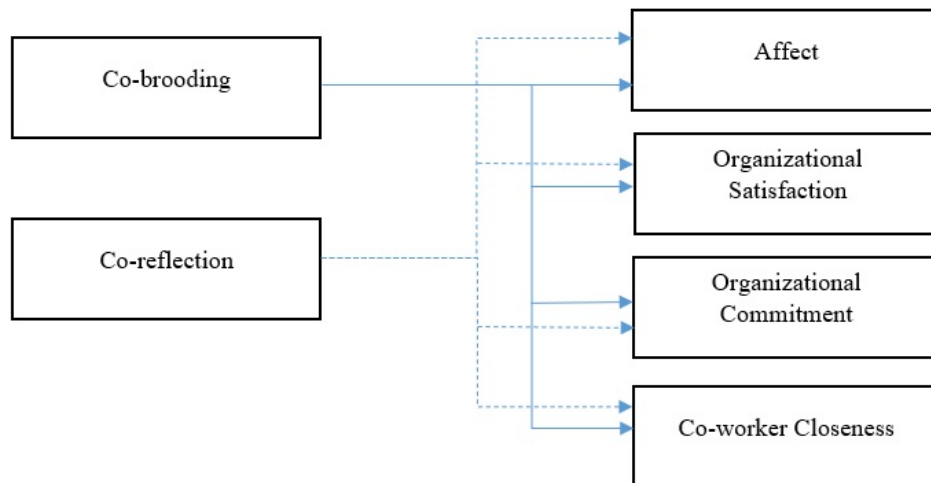 Co-brooding
Co-reflection
Affect
Organizational
Satisfaction
Organizational
Commitment
Co-worker Closeness